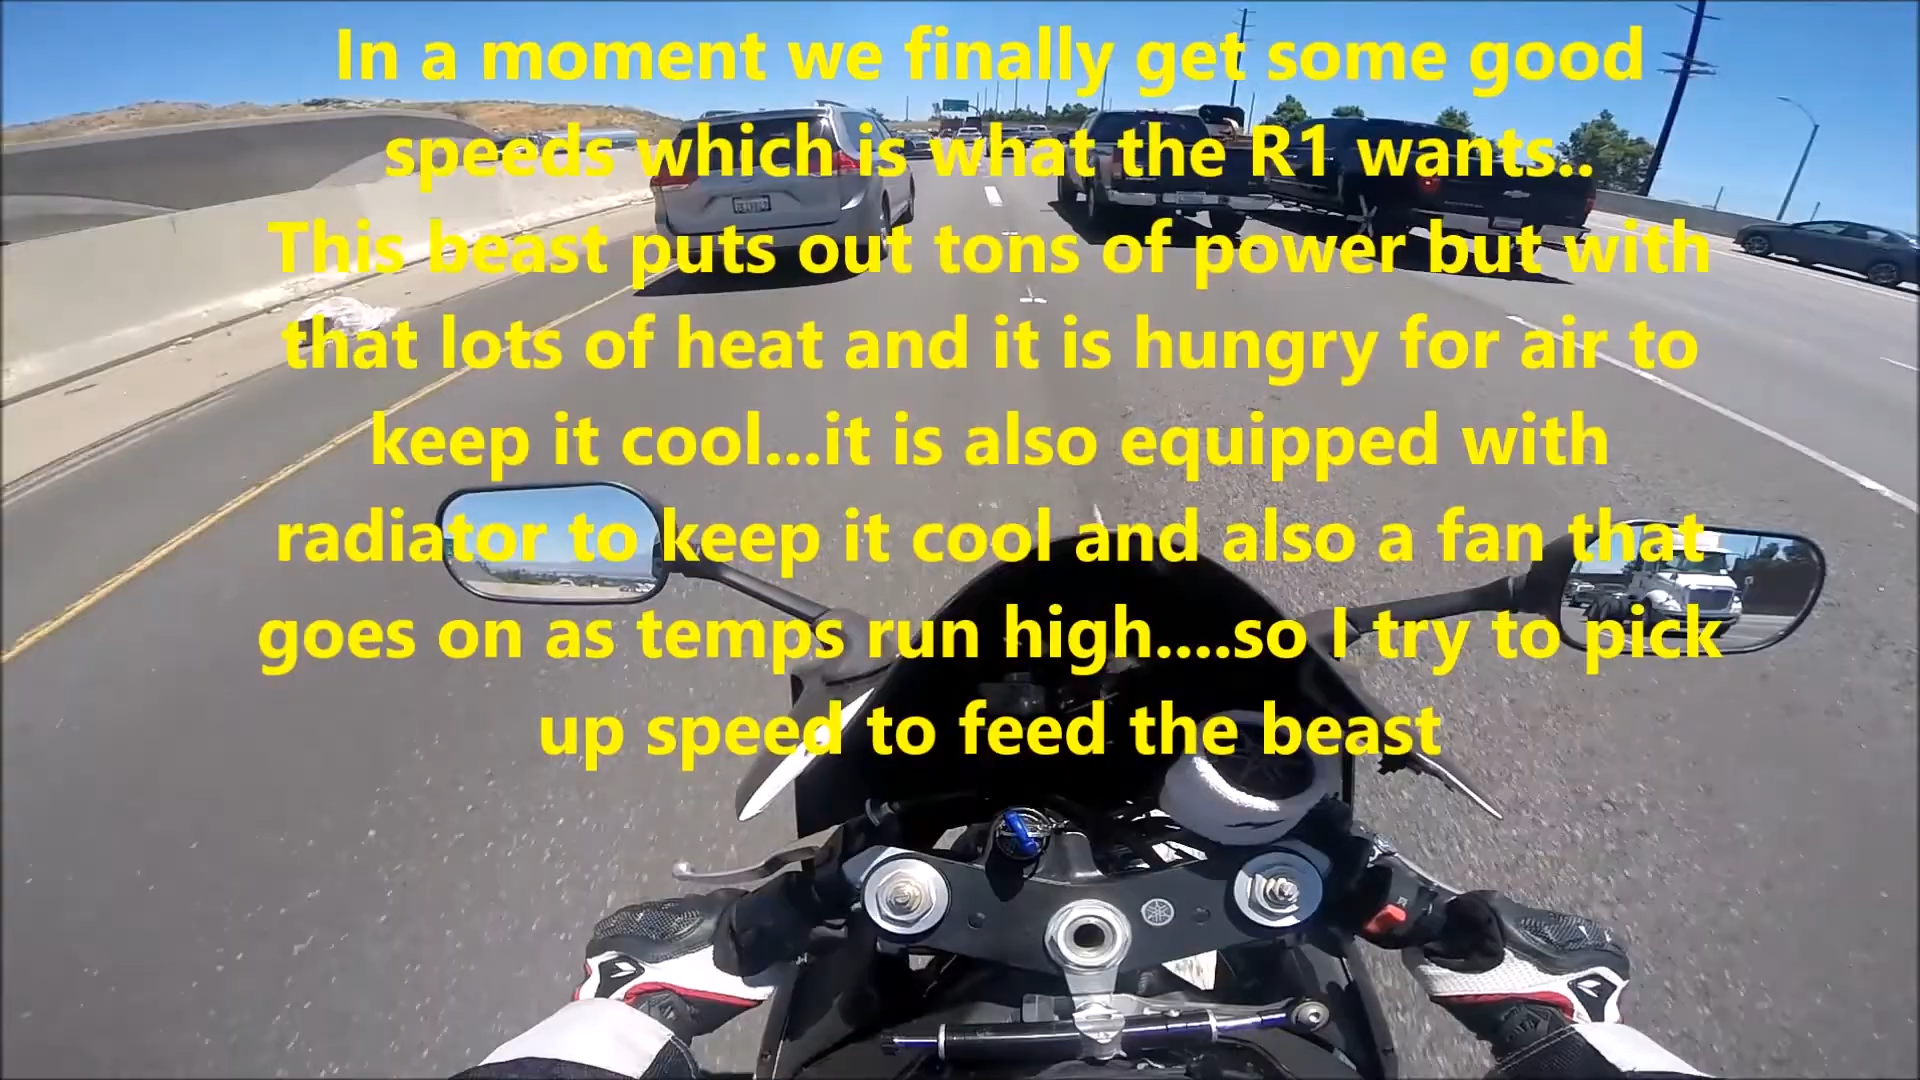 In a moment we finally get some good
speeds which is what the R1 wants..
This beast puts out tons of power but with
that lots of heat and it is hungry for air to
keep it cool...it is also equipped with
radiator to keep it cool and also a fan that
goes on as temps run high....so I try to pick
up speed to feed the beast